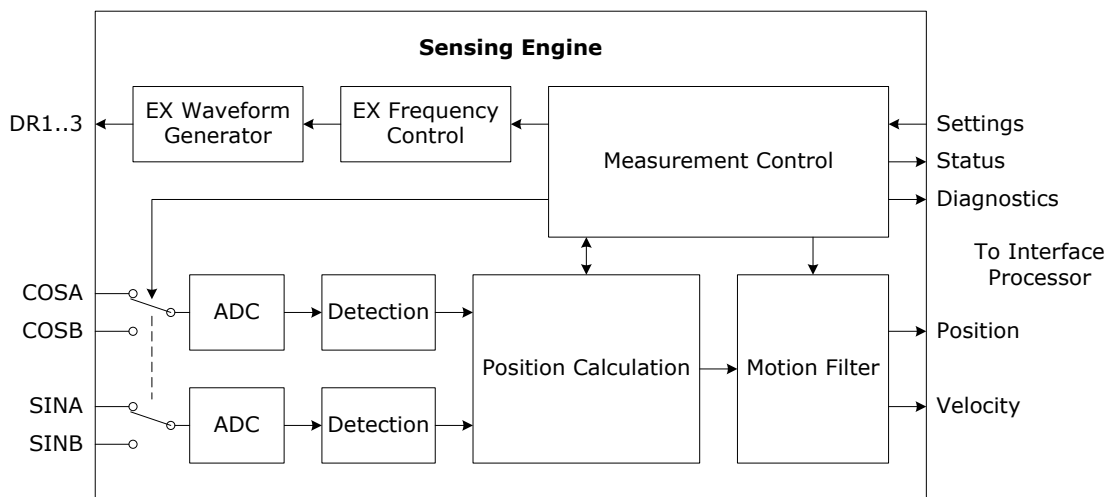 Sensing Engine
DR1..3
EX Waveform
Generator
EX Frequency
Control
Measurement Control
Settings
Status
Diagnostics
To Interface
Processor
COSA
COSB
ADC
Detection
SINA
SINB
ADC
Detection
Position Calculation
Motion Filter
Position
Velocity